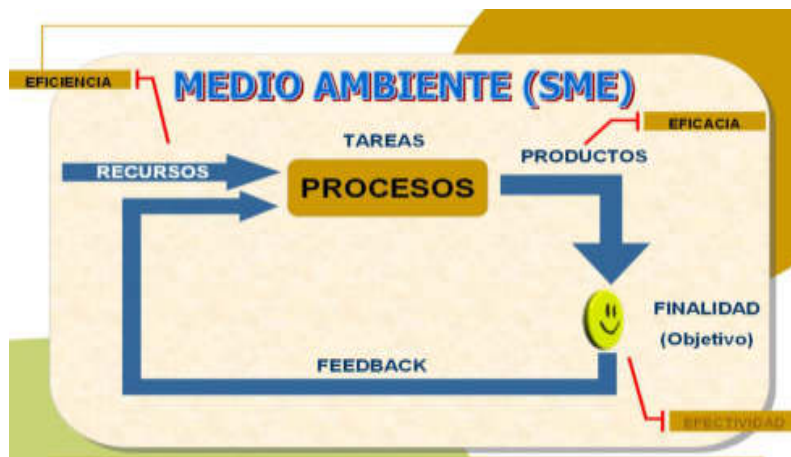 EFICIENCIA
MEDIO AMBIENTE (SME)
EFICACIA
TAREAS
PRODUCTOS
RECURSOS
PROCESOS
FINALIDAD
(Objetivo)
FEEDBACK
EFECTIVIDAD